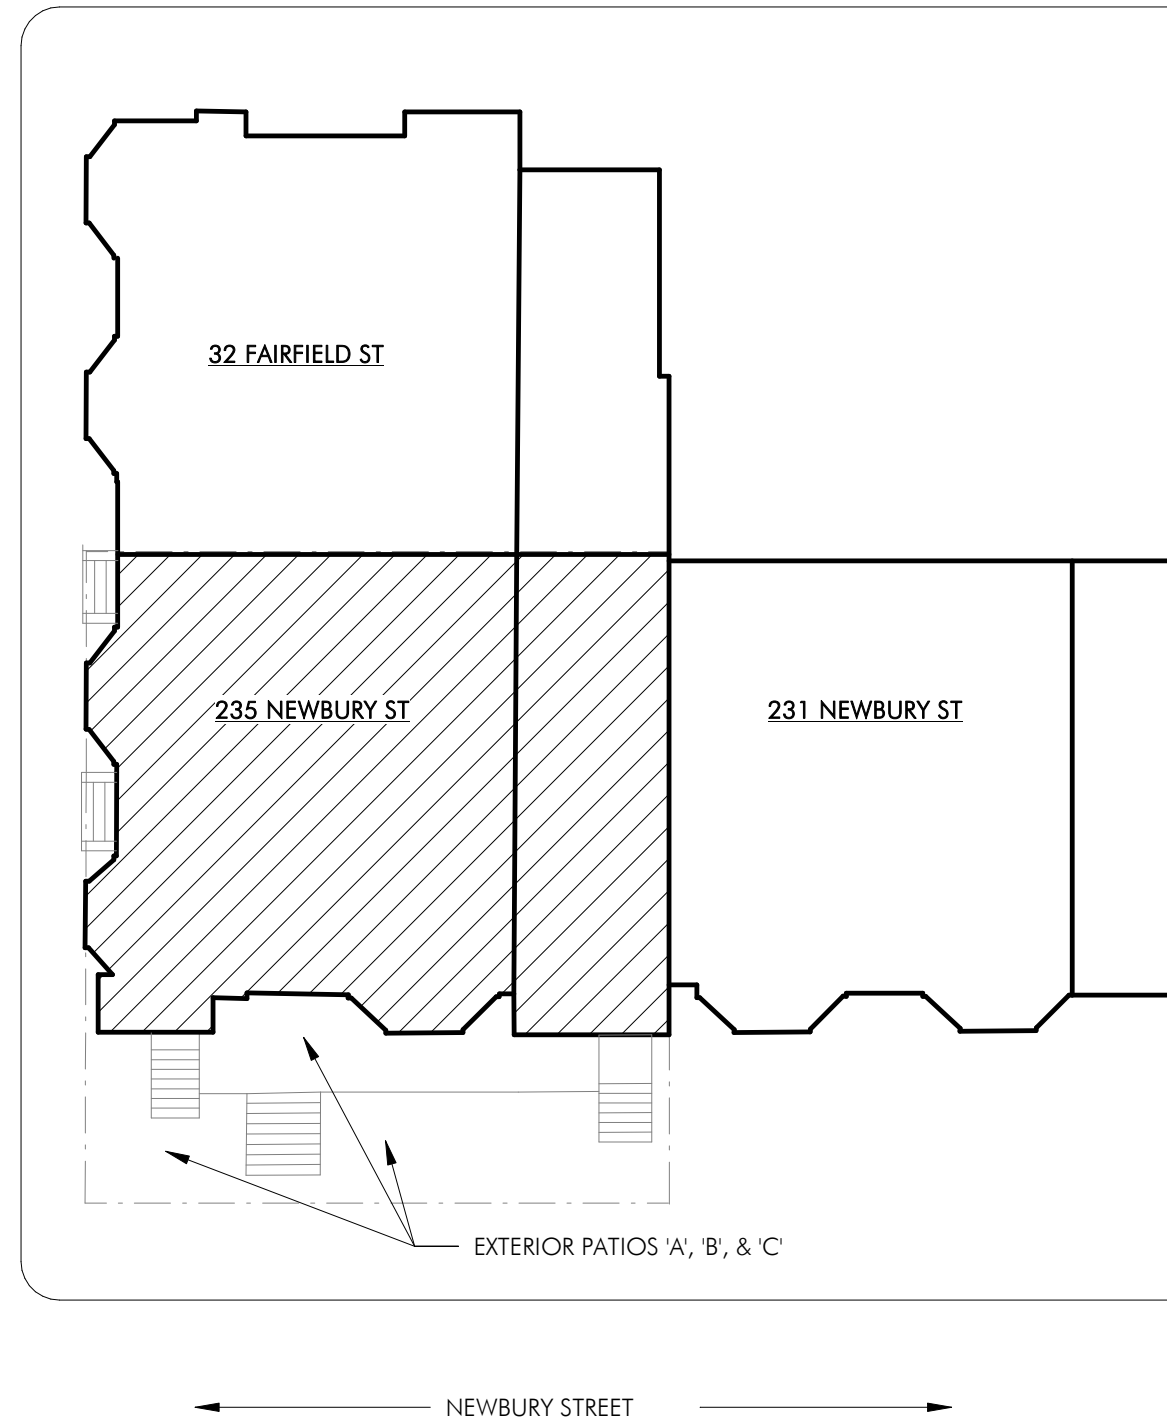 32 FAIRFIELD ST
235 NEWBURY ST
231 NEWBURY ST
EXTERIOR PATIOS 'A', 'B', & 'C'
NEWBURY STREET